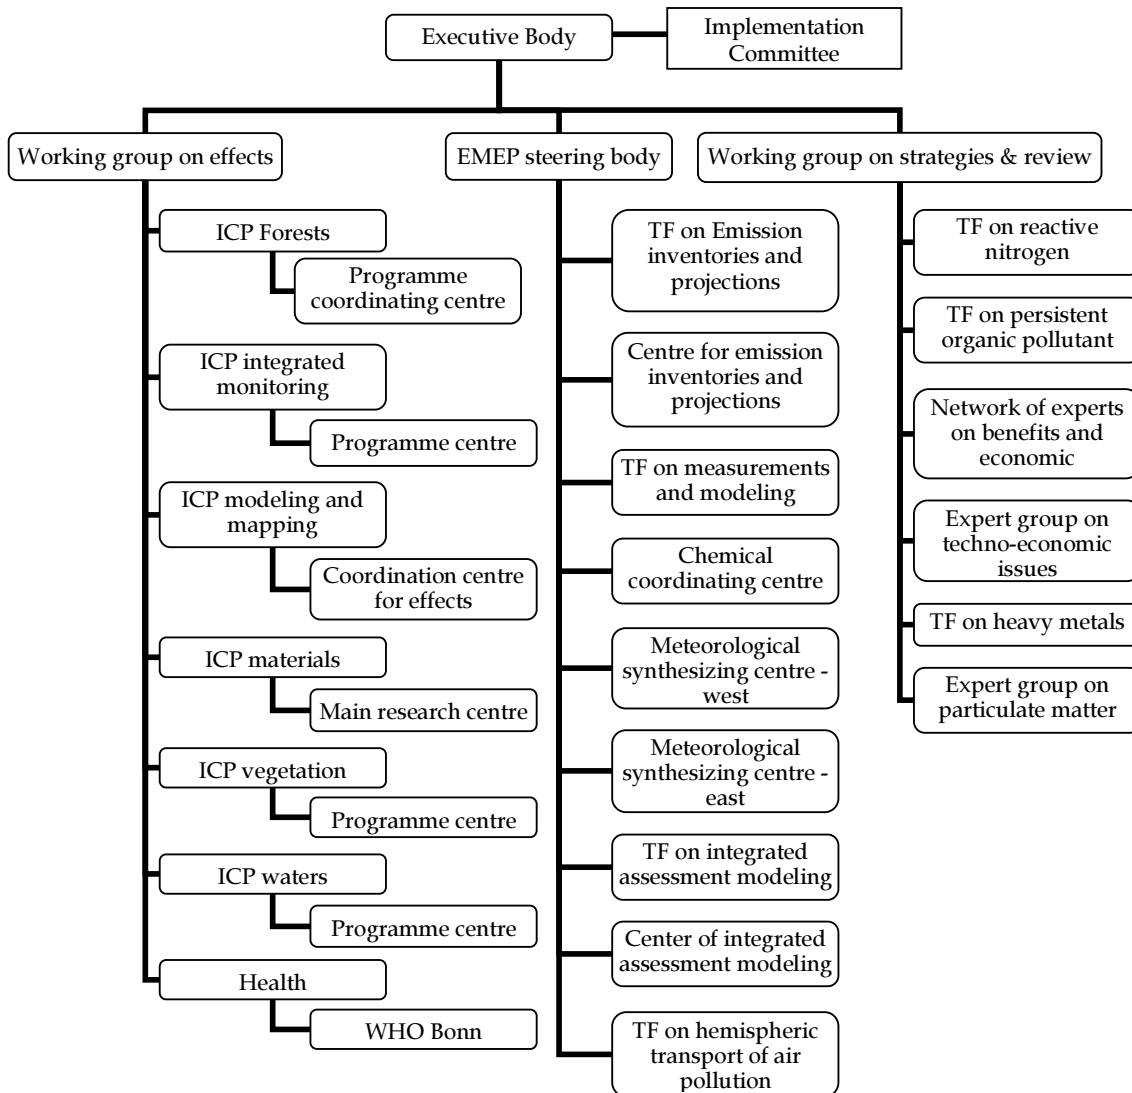 Executive Body
Implementation
Committee
Working group on effects
EMEP steering body
Working group on strategies & review
ICP Forests
Programme
coordinating centre
ICP integrated
monitoring
Programme centre
ICP modeling and
mapping
Coordination centre
for effects
ICP materials
Main research centre
ICP vegetation
Programme centre
ICP waters
Programme centre
Health
WHO Bonn
TF on Emission
inventories and
projections
Centre for emission
inventories and
projections
TF on measurements
and modeling
Chemical
coordinating centre
Meteorological
synthesizing centre -
west
Meteorological
synthesizing centre -
east
TF on integrated
assessment modeling
Center of integrated
assessment modeling
TF on hemispheric
transport of air
pollution
TF on reactive
nitrogen
TF on persistent
organic pollutant
Network of experts
on benefits and
economic
Expert group on
techno-economic
issues
TF on heavy metals
Expert group on
particulate matter